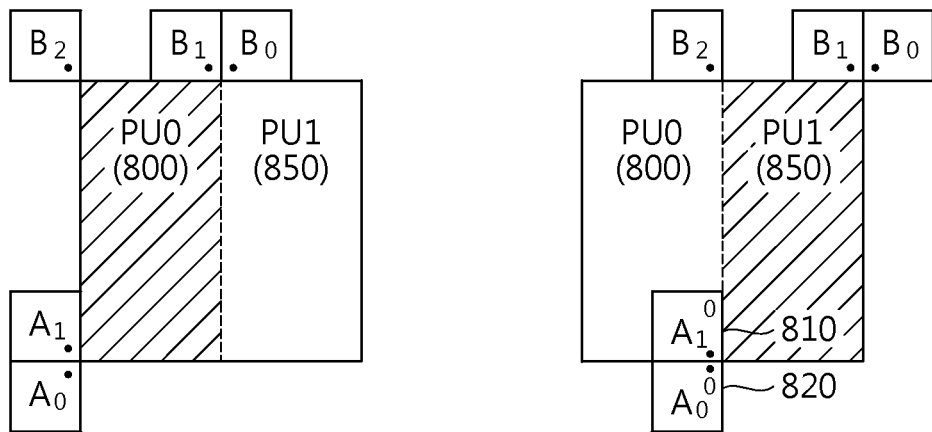 B2 B1 B0
PU0 PU1
(800) (850)
A1
A0
B2 B1 B0
PU0 PU1
(800) (850)
A1 0 810
A0 0 820